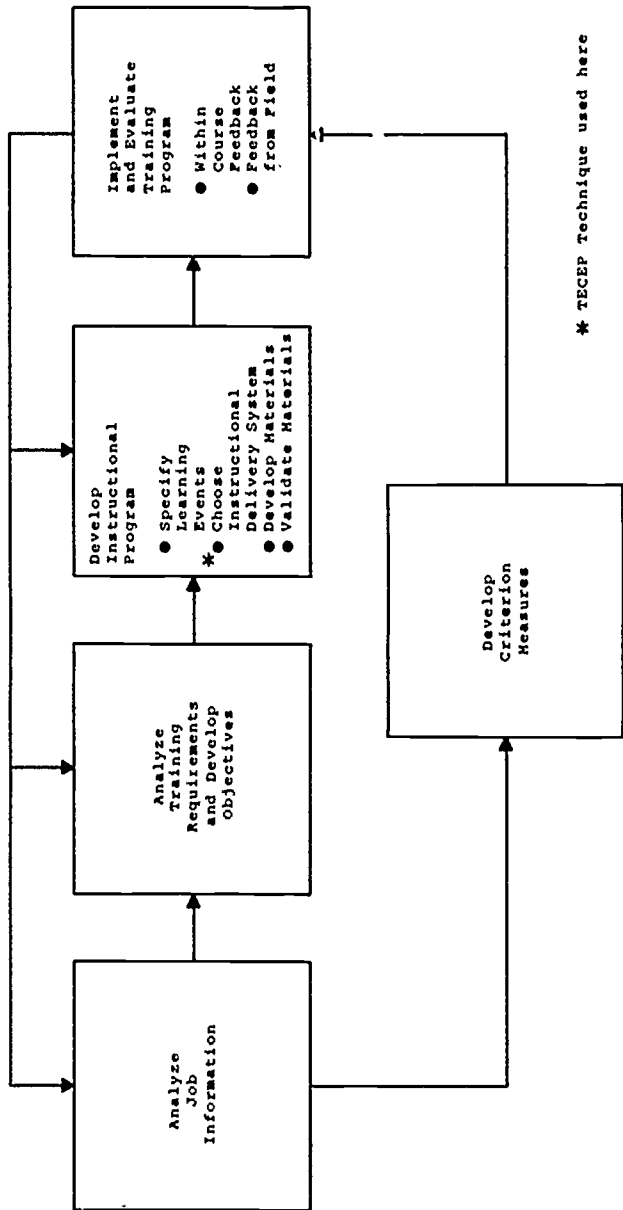 Analyze
Job
Information
Analyze
Training
Requirements
and Develop
Objectives
Develop
Instructional
Program
● Specify
Learning
Events
*● Choose
Instructional
Delivery System
● Develop Materials
● Validate Materials
Implement
and Evaluate
Training
Program
● Within
Course
Feedback
● Feedback
from Field
Develop
Criterion
Measures
* TECEP Technique used here